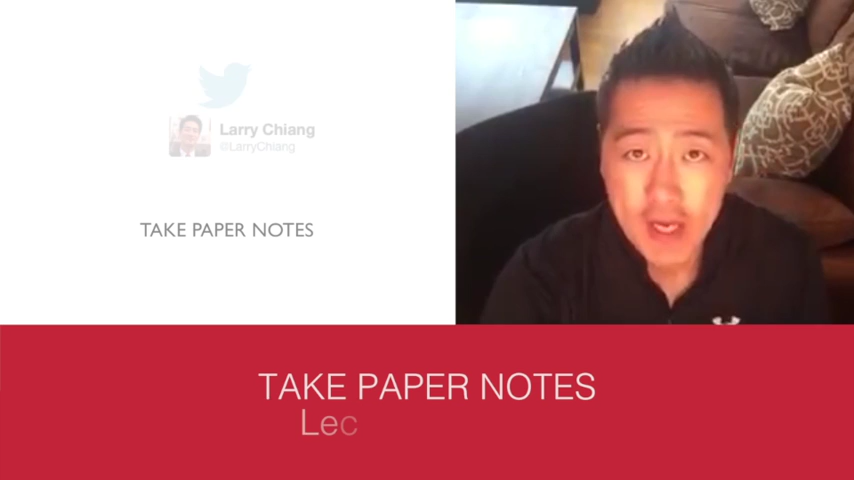 Larry Chiang
@LarryChiang
TAKE PAPER NOTES
TAKE PAPER NOTES
Lec